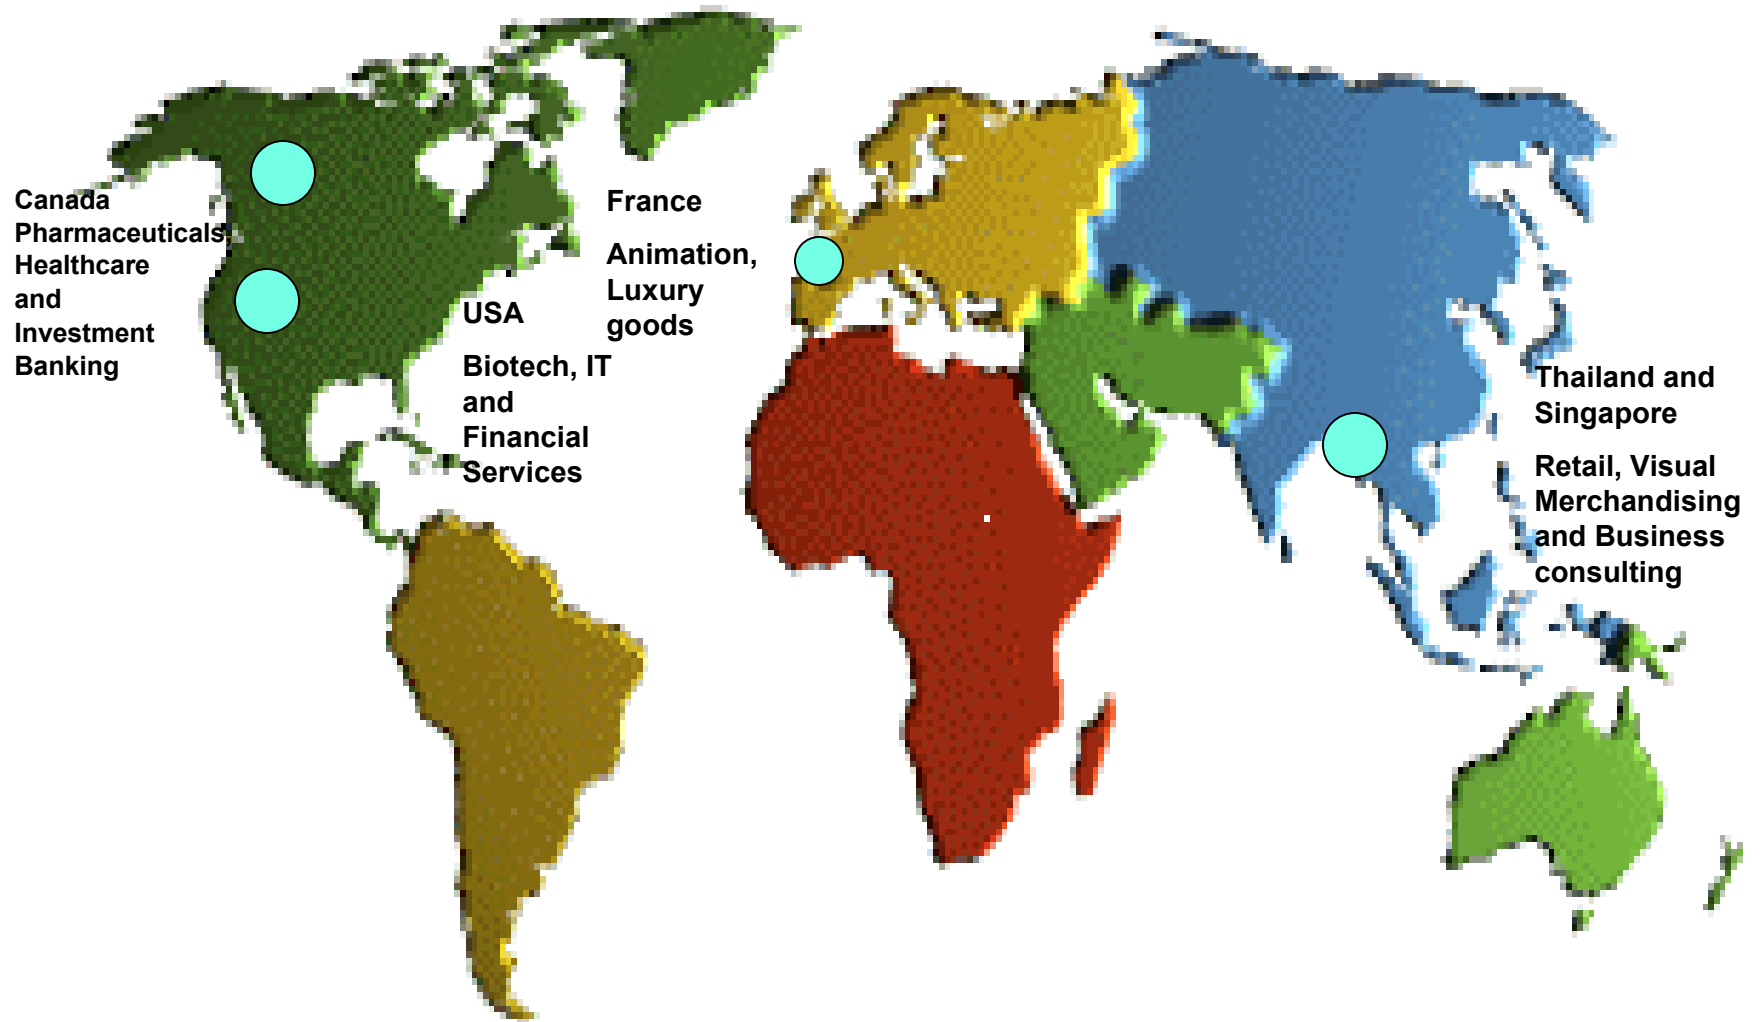 Canada
Pharmaceuticals,
Healthcare
and
Investment
Banking
USA
Biotech, IT
and
Financial
Services
France
Animation,
Luxury
goods
Thailand and
Singapore
Retail, Visual
Merchandising
and Business
consulting